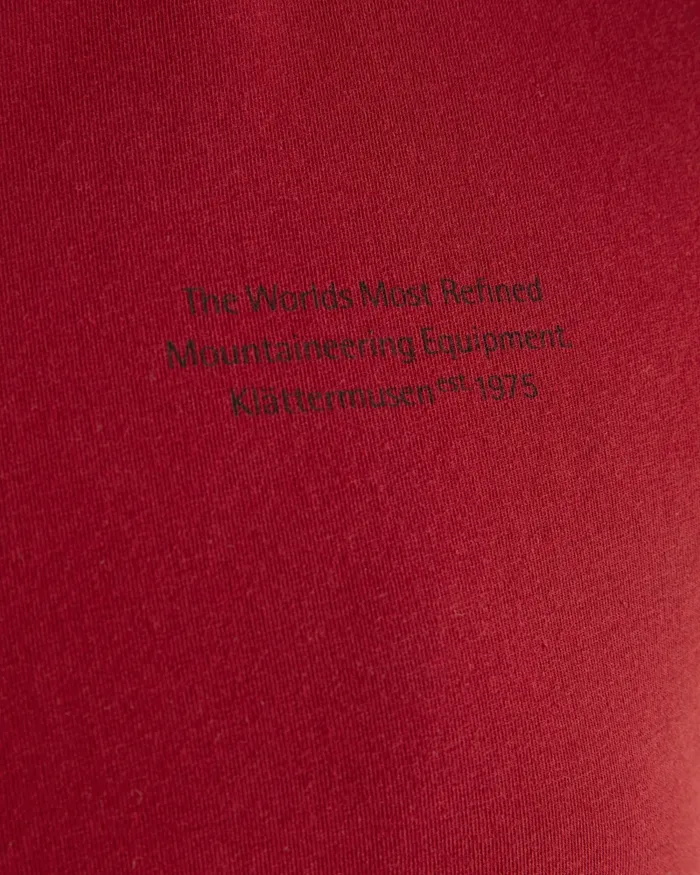 The Worlds Most Refined
Mountaineering Equipment.
Klättermusen est 1975